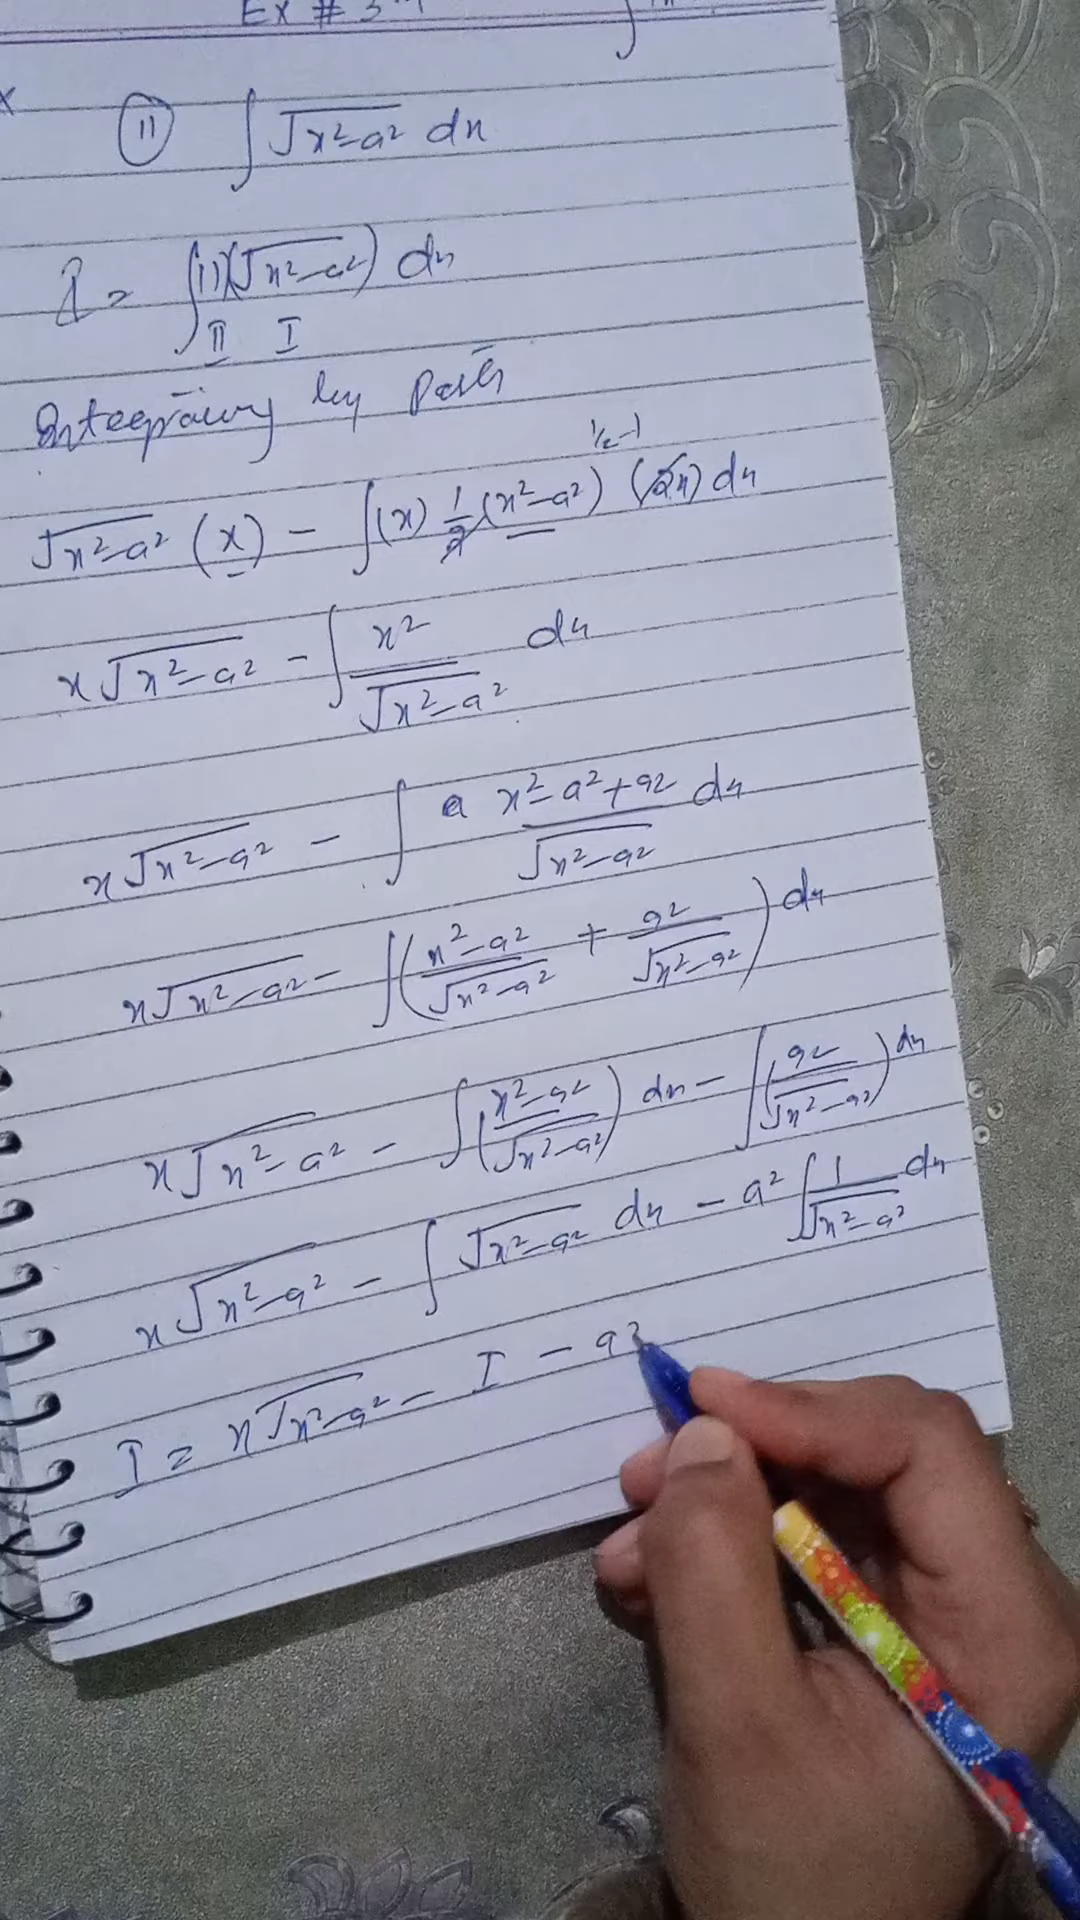 Ex # 3
(11) ∫ √x²-a² dx
I = ∫(1)(√x²-a²) dx
II I
Integrating by Parts
√x²-a² (x) - ∫(x) 1/2 (x²-a²)^(1/2-1) (2x) dx
x√x²-a² - ∫ x²/√x²-a² dx
x√x²-a² - ∫ x²-a²+a²/√x²-a² dx
x√x²-a² - ∫(x²-a²/√x²-a² + a²/√x²-a²) dx
x√x²-a² - ∫(x²-a²/√x²-a²) dx - ∫(a²/√x²-a²) dx
x√x²-a² - ∫ √x²-a² dx - a² ∫ 1/√x²-a² dx
I = x√x²-a² - I - a²